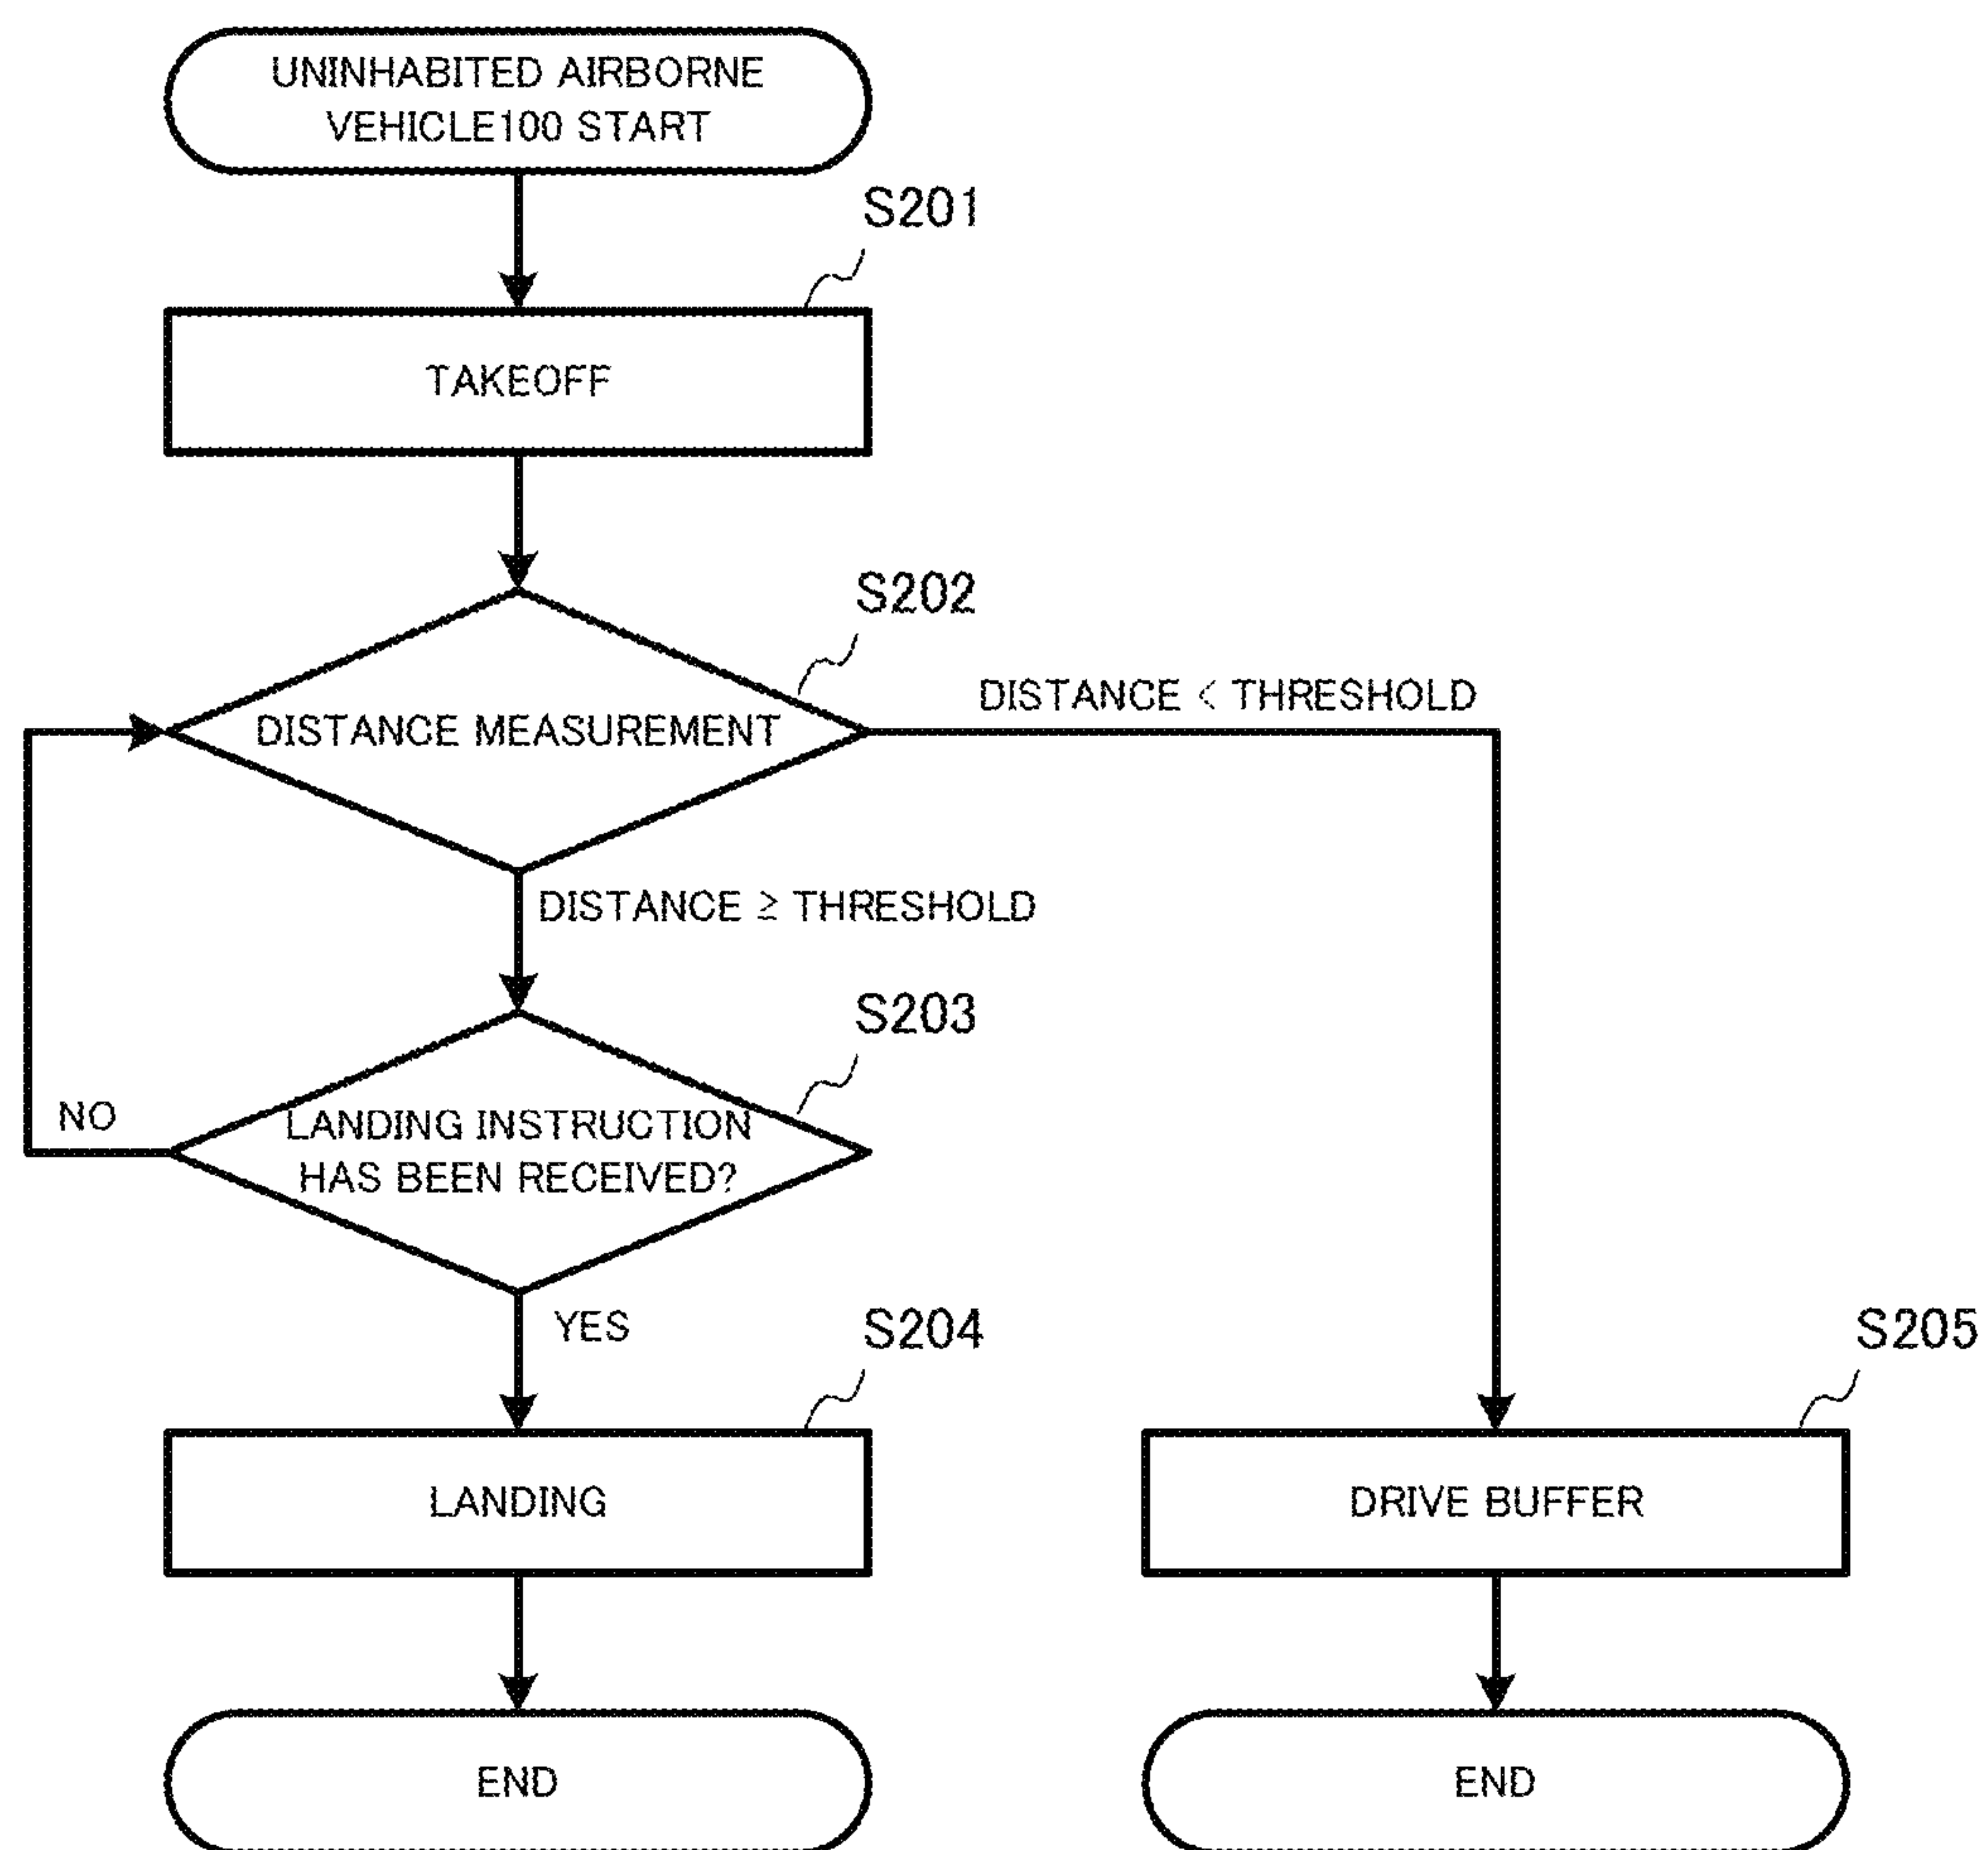 UNINHABITED AIRBORNE
VEHICLE100 START
S201
TAKEOFF
S202
DISTANCE MEASUREMENT
DISTANCE < THRESHOLD
DISTANCE ≥ THRESHOLD
S203
NO
LANDING INSTRUCTION
HAS BEEN RECEIVED?
YES
S204
S205
LANDING
DRIVE BUFFER
END
END